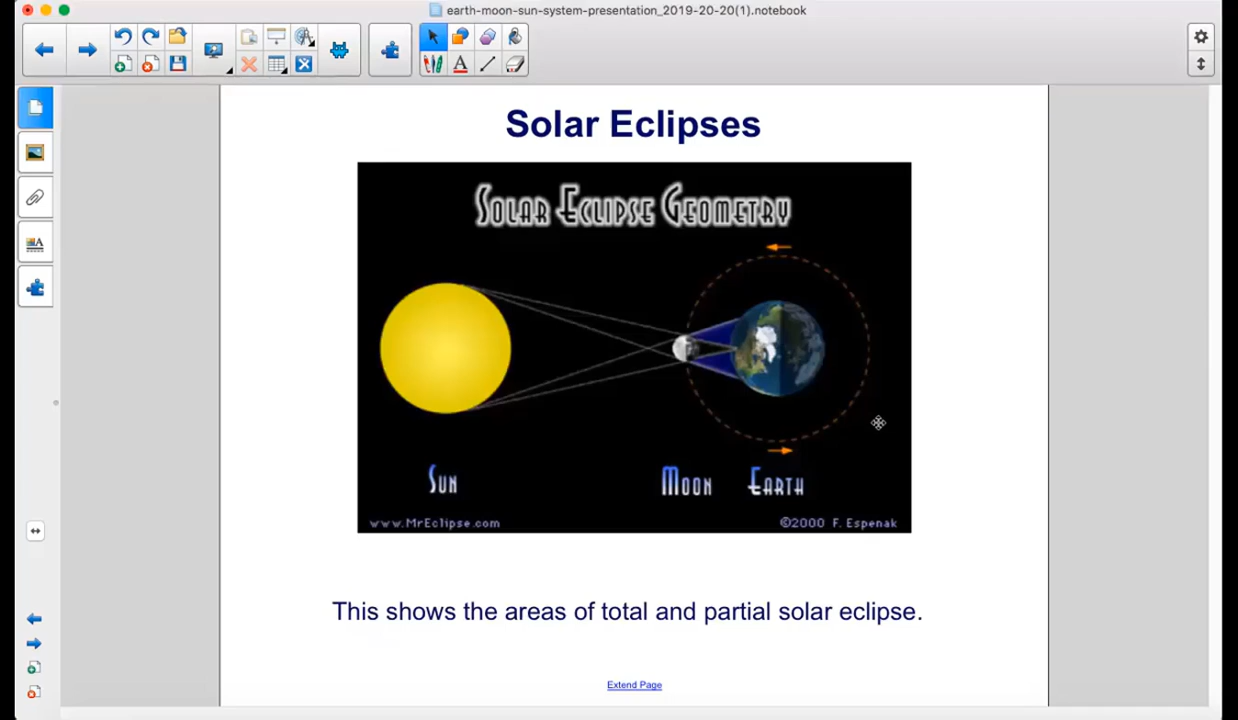 earth-moon-sun-system-presentation_2019-20-20(1).notebook
Solar Eclipses
Solar Eclipse Geometry
Sun
Moon
Earth
www.MrEclipse.com
©2000 F. Espenak
This shows the areas of total and partial solar eclipse.
Extend Page